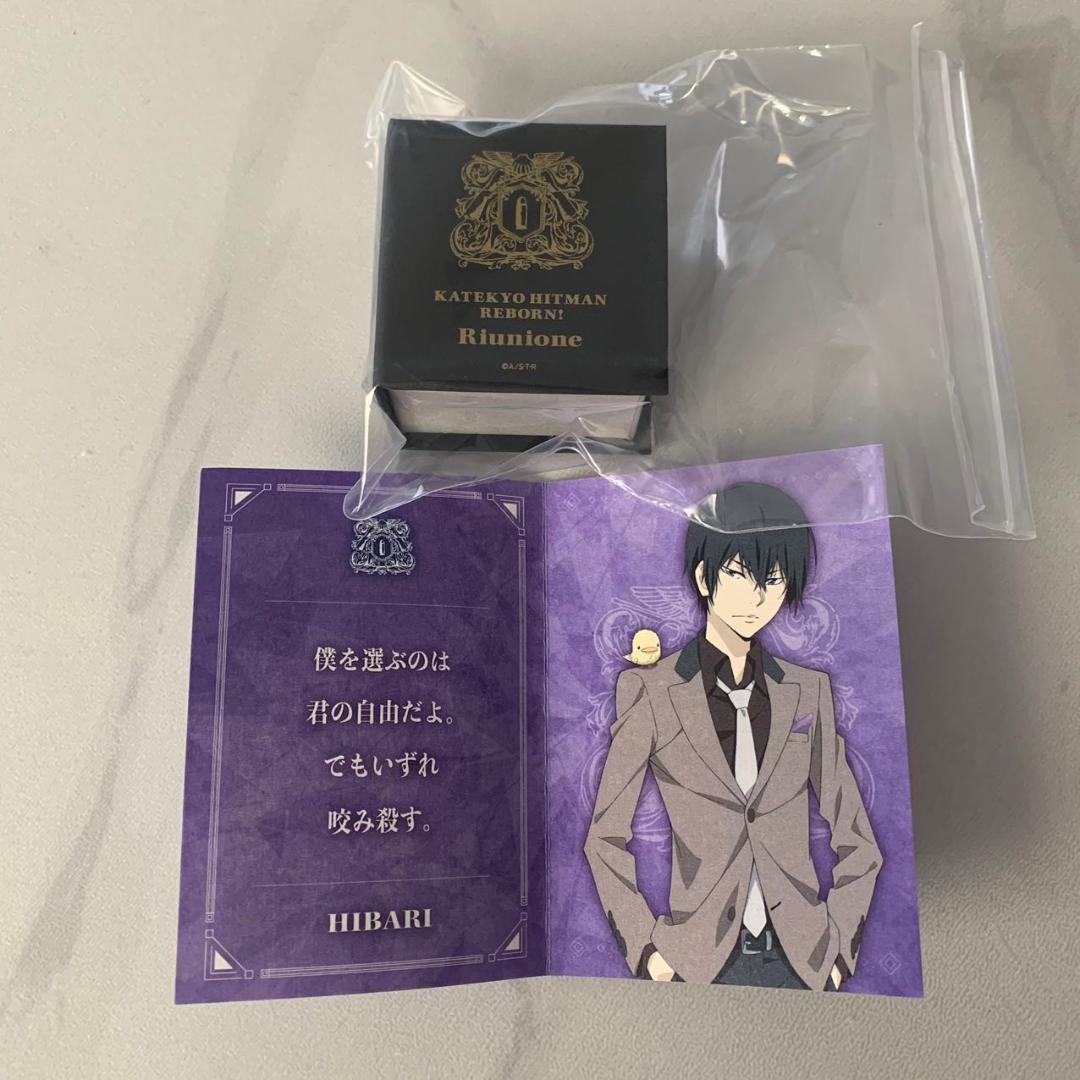 KATEKYO HITMAN
REBORN!
Riunione
©A/S・T・R
僕を選ぶのは
君の自由だよ。
でもいずれ
咬み殺す。
HIBARI